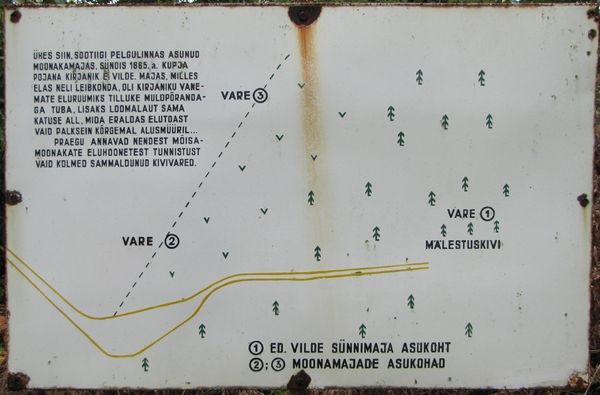 ÜHES SIIN, SOOTIIGI PELGULINNAS ASUNUD
MOONAKAMAJAS, SÜNDIS 1865. a. KUPJA
POJANA KIRJANIK E. VILDE. MAJAS, MILLES
ELAS NELI LEIBKONDA, OLI KIRJANIKU VANE-
MATE ELURUUMIKS TILLUKE MULDPÕRANDA-
GA TUBA, LISAKS LOOMALAUT SAMA
KATUSE ALL, MIDA ERALDAS ELUTOAST
VAID PALKSEIN KÕRGEMAL ALUSMÜÜRIL...
PRAEGU ANNAVAD NENDEST MÕISA-
MOONAKATE ELUHOONETEST TUNNISTUST
VAID KOLMED SAMMALDUNUD KIVIVARED.
VARE 3
VARE 1
VARE 2
MÄLESTUSKIVI
1 ED. VILDE SÜNNIMAJA ASUKOHT
2; 3 MOONAMAJADE ASUKOHAD